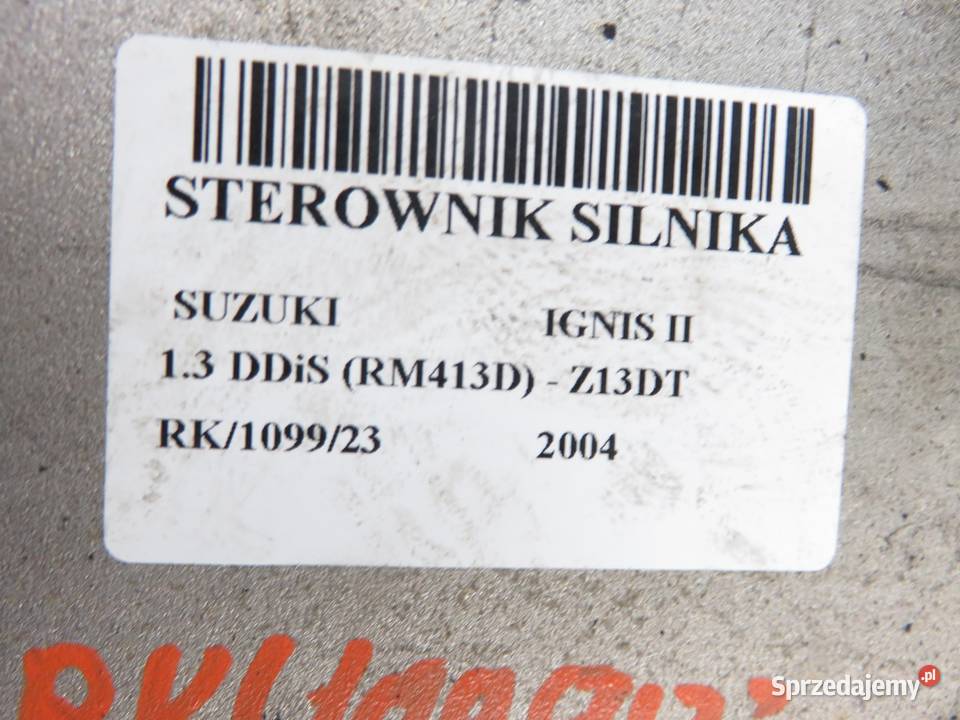 STEROWNIK SILNIKA
SUZUKI IGNIS II
1.3 DDiS (RM413D) - Z13DT
RK/1099/23 2004
Sprzedajemy.pl